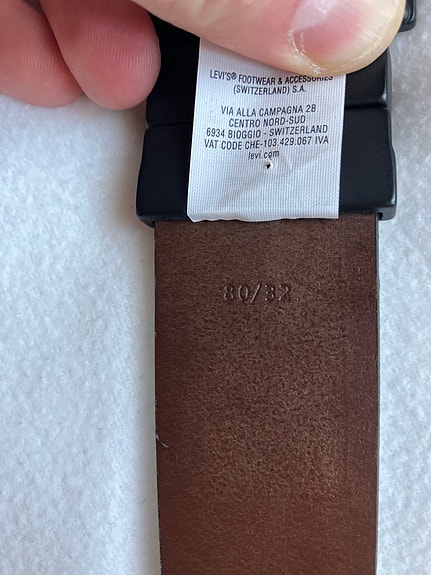 LEVI'S® FOOTWEAR & ACCESSORIES
(SWITZERLAND) S.A.
VIA ALLA CAMPAGNA 2B
CENTRO NORD-SUD
6934 BIOGGIO - SWITZERLAND
VAT CODE CHE-103.429.067 IVA
levi.com
80/32